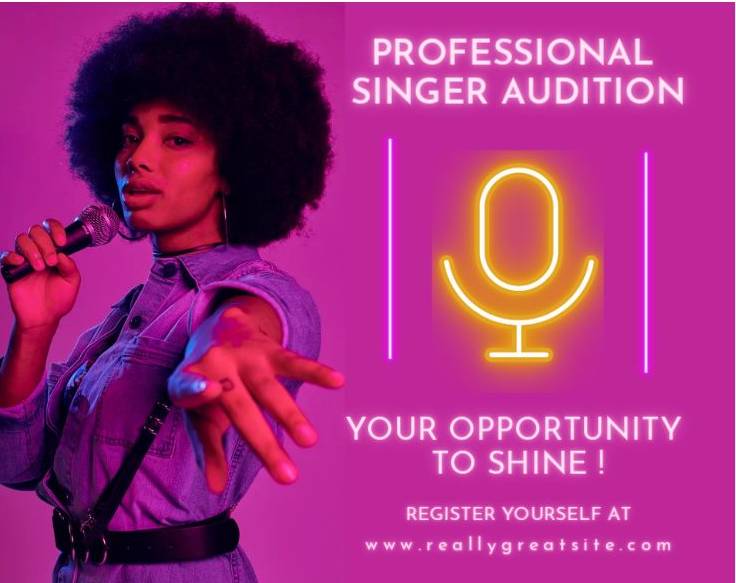 PROFESSIONAL
SINGER AUDITION
YOUR OPPORTUNITY
TO SHINE !
REGISTER YOURSELF AT
www.reallygreatsite.com